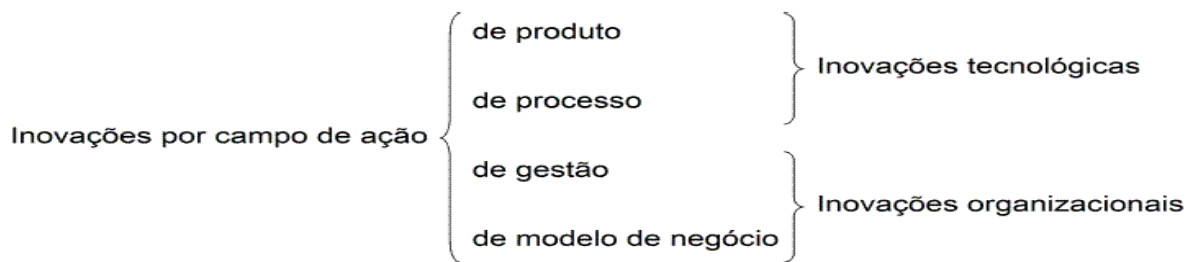 de produto
Inovações tecnológicas
de processo
Inovações por campo de ação
de gestão
Inovações organizacionais
de modelo de negócio